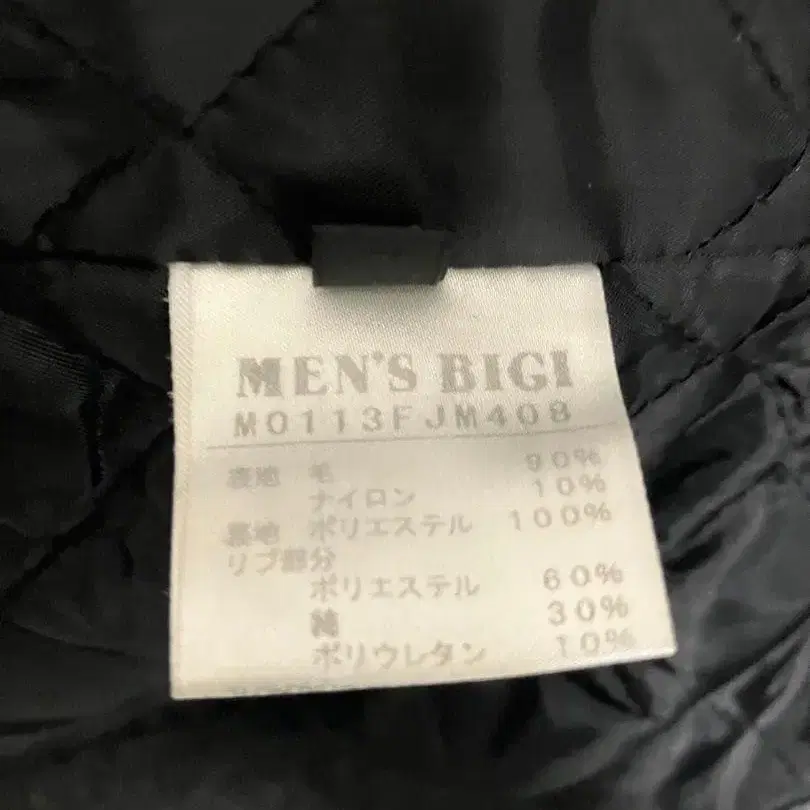 MEN'S BIGI
M0113FJM408
表地 毛 90%
ナイロン 10%
裏地 ポリエステル 100%
リブ部分
ポリエステル 60%
綿 30%
ポリウレタン 10%